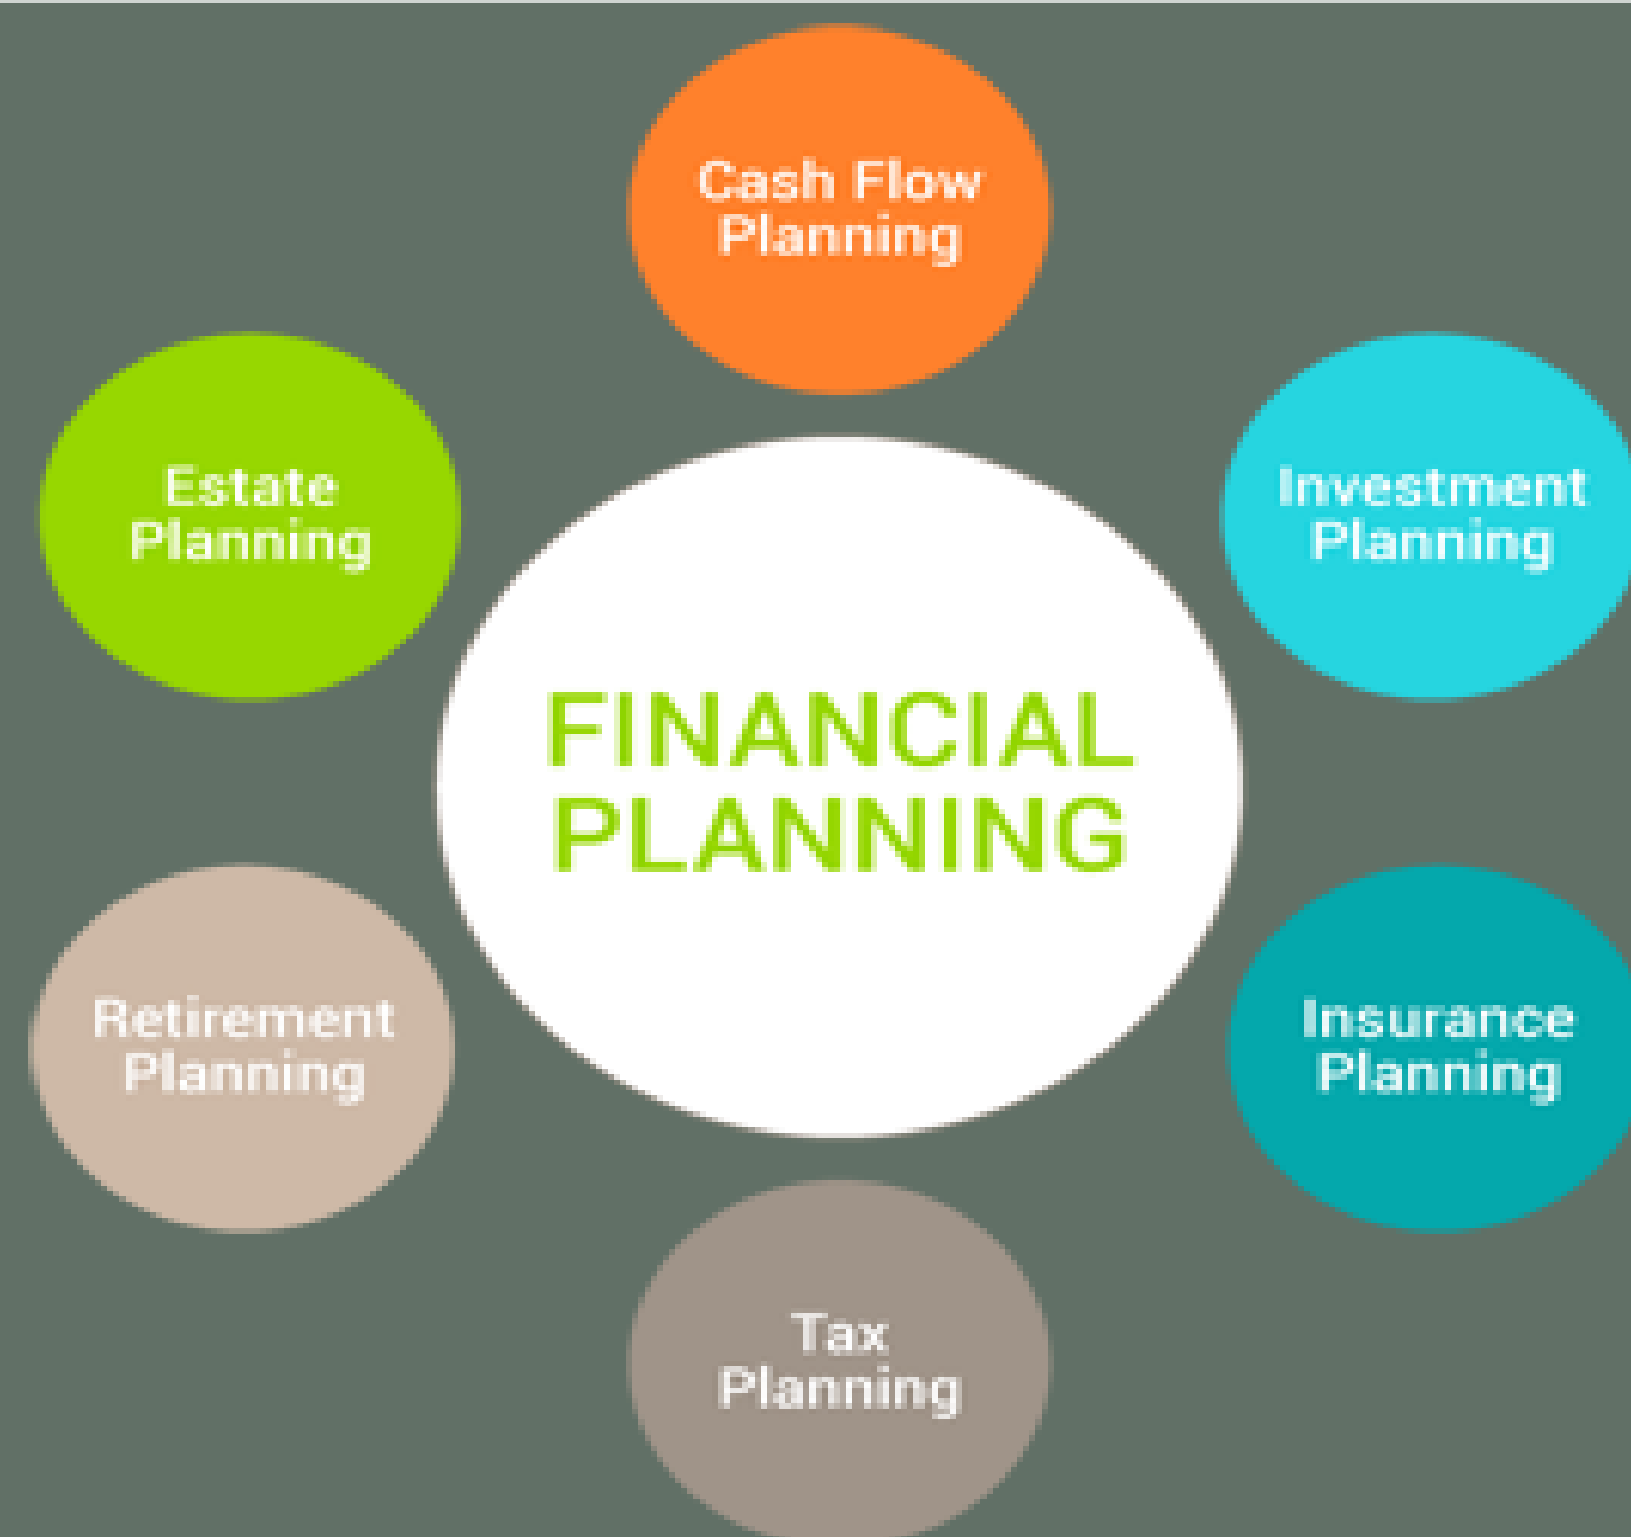 Cash Flow
Planning
Estate
Planning
Investment
Planning
FINANCIAL
PLANNING
Retirement
Planning
Insurance
Planning
Tax
Planning